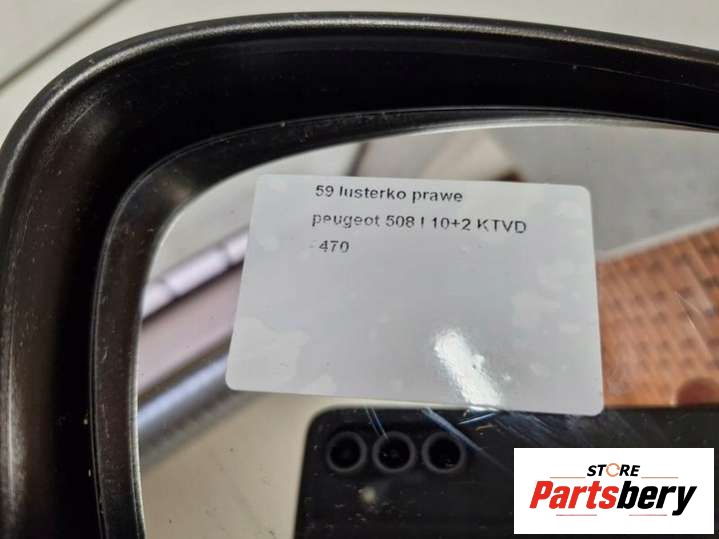 59 lusterko prawe
peugeot 508 I 10+2 KTVD
470
STORE
Partsbery